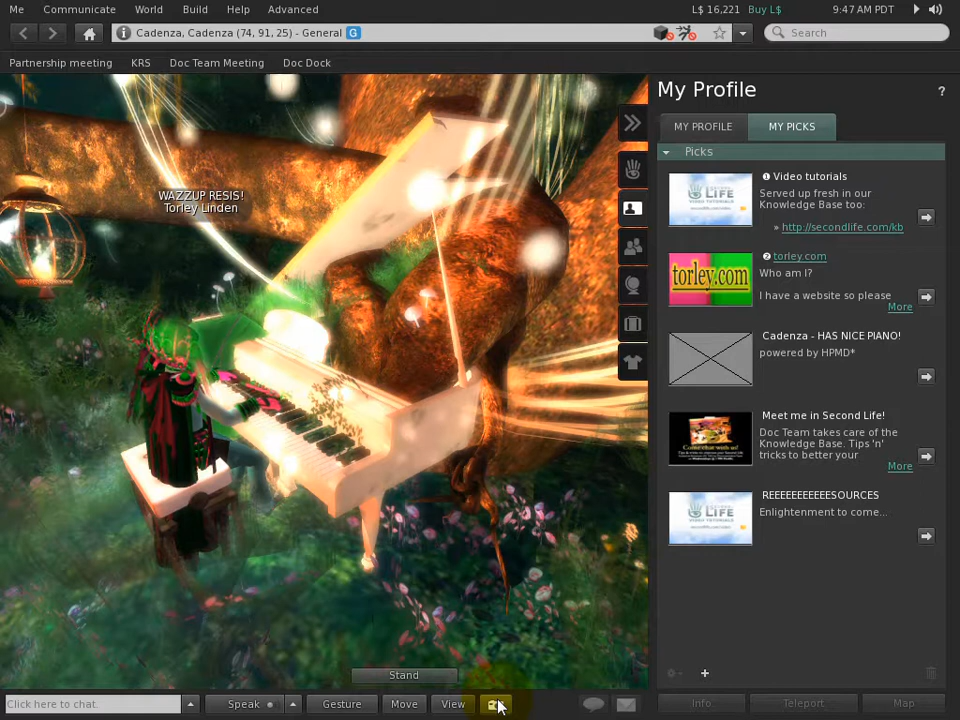 Me Communicate World Build Help Advanced L$ 16,221 Buy L$ 9:47 AM PDT
Cadenza, Cadenza (74, 91, 25) - General G Search
Partnership meeting KRS Doc Team Meeting Doc Dock
My Profile ?
MY PROFILE MY PICKS
Picks
WAZZUP RESIS!
Torley Linden
❶ Video tutorials
Served up fresh in our
Knowledge Base too:
» http://secondlife.com/kb
❷ torley.com
Who am I?
I have a website so please
More
torley.com
Cadenza - HAS NICE PIANO!
powered by HPMD*
Meet me in Second Life!
Doc Team takes care of the
Knowledge Base. Tips 'n'
tricks to better your
More
REEEEEEEEEEESOURCES
Enlightenment to come...
Stand
Click here to chat. Speak Gesture Move View Info Teleport Map